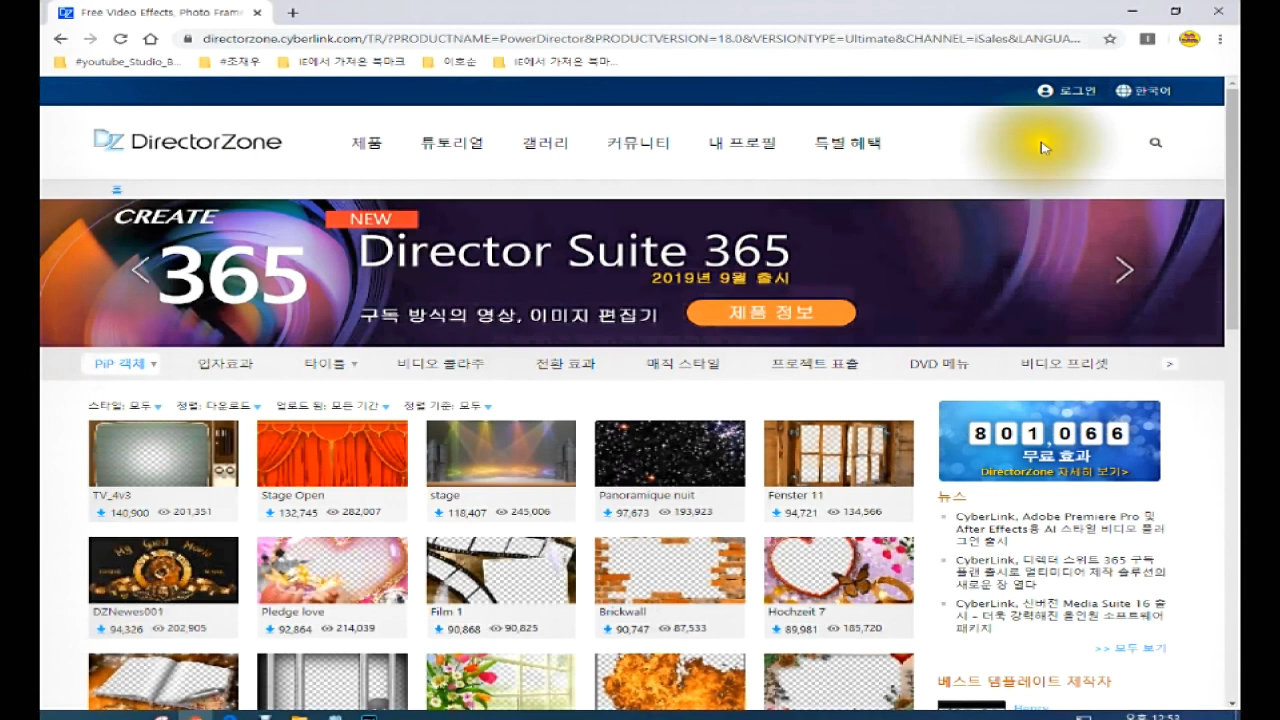 Free Video Effects, Photo Frame
directorzone.cyberlink.com/TR/?PRODUCTNAME=PowerDirector&PRODUCTVERSION=18.0&VERSIONTYPE=Ultimate&CHANNEL=iSales&LANGUA...
#youtube_Studio_B... #조재우 IE에서 가져온 북마크 이로순 IE에서 가져온 북마...
로그인 한국어
DZ DirectorZone 제품 튜토리얼 갤러리 커뮤니티 내 프로필 특별 혜택
홈
CREATE
365
NEW
Director Suite 365
2019년 9월 출시
구독 방식의 영상, 이미지 편집기 제품 정보
PiP 객체 입자효과 타이틀 비디오 콜라주 전환 효과 매직 스타일 프로젝트 표출 DVD 메뉴 비디오 프리셋 >
스타일: 모두 정렬: 다운로드 업로드 됨: 모든 기간 정렬 기준: 모두
TV_4v3
140,900 201,351
Stage Open
132,745 282,007
stage
118,407 245,006
Panoramique nuit
97,673 193,923
Fenster 11
94,721 134,566
DZNewes001
94,326 202,905
Pledge love
92,864 214,039
Film 1
90,868 90,825
Brickwall
90,747 87,533
Hochzeit 7
89,981 185,720
801,066
무료 효과
DirectorZone 자세히 보기>
뉴스
CyberLink, Adobe Premiere Pro 및
After Effects용 AI 스타일 비디오 플러
그인 출시
CyberLink, 디렉터 스위트 365 구독
플랜 출시로 멀티미디어 제작 솔루션의
새로운 장 열다
CyberLink, 신버전 Media Suite 16 출
시 - 더욱 강력해진 올인원 소프트웨어
패키지
>> 모두 보기
베스트 템플레이트 제작자
Henry
오후 12:53